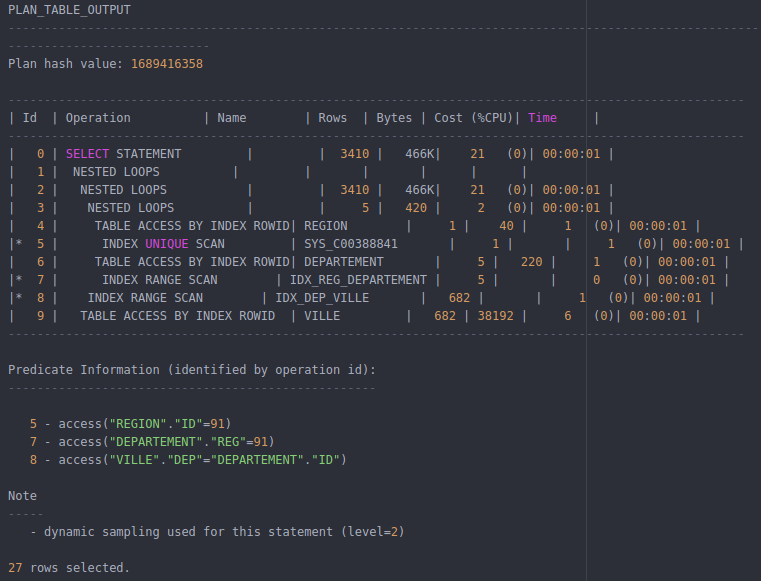 PLAN_TABLE_OUTPUT
--------------------------------------------------------------------------------------------------------
----------------------------
Plan hash value: 1689416358
------------------------------------------------------------------------------------------------------
| Id  | Operation          | Name        | Rows  | Bytes | Cost (%CPU)| Time     |
------------------------------------------------------------------------------------------------------
|   0 | SELECT STATEMENT         |         |  3410 |   466K|    21   (0)| 00:00:01 |
|   1 |  NESTED LOOPS          |         |       |       |      |      |
|   2 |   NESTED LOOPS          |         |  3410 |   466K|    21   (0)| 00:00:01 |
|   3 |    NESTED LOOPS          |         |     5 |   420 |     2   (0)| 00:00:01 |
|   4 |     TABLE ACCESS BY INDEX ROWID| REGION        |     1 |    40 |     1   (0)| 00:00:01 |
|*  5 |      INDEX UNIQUE SCAN         | SYS_C00388841       |     1 |       |     1   (0)| 00:00:01 |
|   6 |     TABLE ACCESS BY INDEX ROWID| DEPARTEMENT       |     5 |   220 |     1   (0)| 00:00:01 |
|*  7 |      INDEX RANGE SCAN        | IDX_REG_DEPARTEMENT |     5 |       |     0   (0)| 00:00:01 |
|*  8 |    INDEX RANGE SCAN        | IDX_DEP_VILLE       |   682 |       |     1   (0)| 00:00:01 |
|   9 |   TABLE ACCESS BY INDEX ROWID  | VILLE         |   682 | 38192 |     6   (0)| 00:00:01 |
------------------------------------------------------------------------------------------------------
Predicate Information (identified by operation id):
---------------------------------------------------
   5 - access("REGION"."ID"=91)
   7 - access("DEPARTEMENT"."REG"=91)
   8 - access("VILLE"."DEP"="DEPARTEMENT"."ID")
Note
-----
   - dynamic sampling used for this statement (level=2)
27 rows selected.